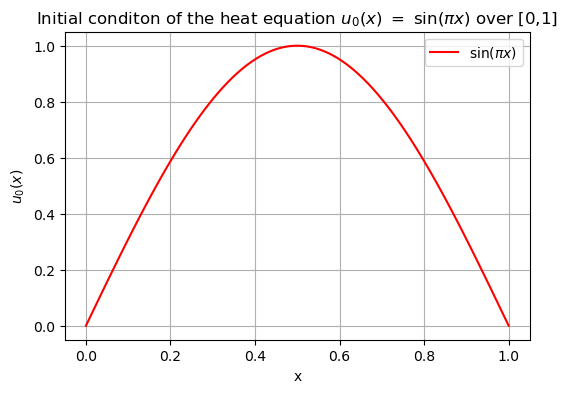 Initial conditon of the heat equation u₀(x) = sin(πx) over [0,1]
sin(πx)
u₀(x)
1.0
0.8
0.6
0.4
0.2
0.0
0.0 0.2 0.4 0.6 0.8 1.0
x